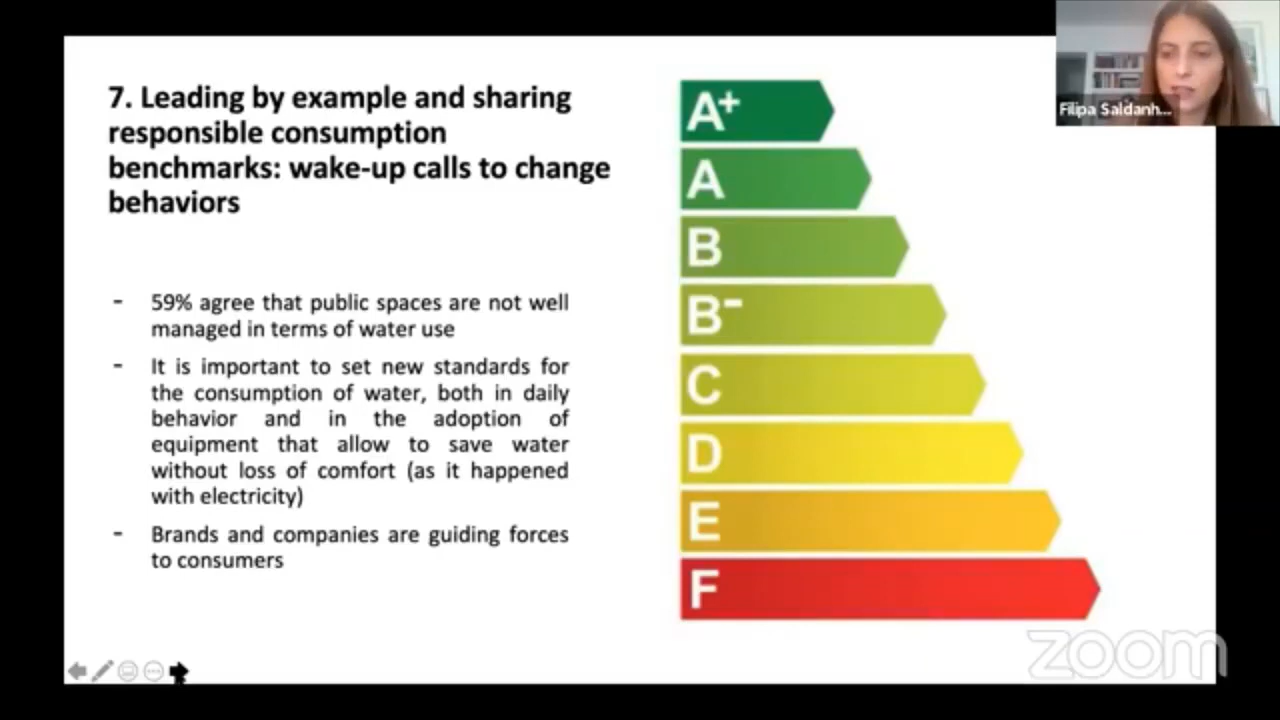 7. Leading by example and sharing
responsible consumption
benchmarks: wake-up calls to change
behaviors
- 59% agree that public spaces are not well
managed in terms of water use
- It is important to set new standards for
the consumption of water, both in daily
behavior and in the adoption of
equipment that allow to save water
without loss of comfort (as it happened
with electricity)
- Brands and companies are guiding forces
to consumers
A+
A
B
B-
C
D
E
F
Filipa Saldanh...
zoom